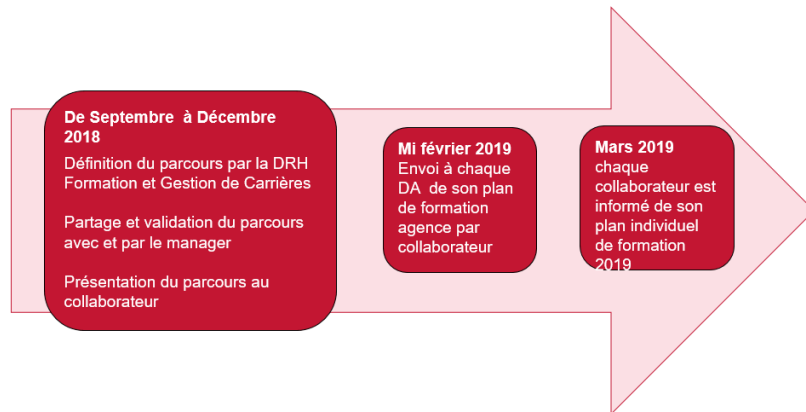 De Septembre à Décembre
2018
Définition du parcours par la DRH
Formation et Gestion de Carrières
Partage et validation du parcours
avec et par le manager
Présentation du parcours au
collaborateur
Mi février 2019
Envoi à chaque
DA de son plan
de formation
agence par
collaborateur
Mars 2019
chaque
collaborateur est
informé de son
plan individuel
de formation
2019